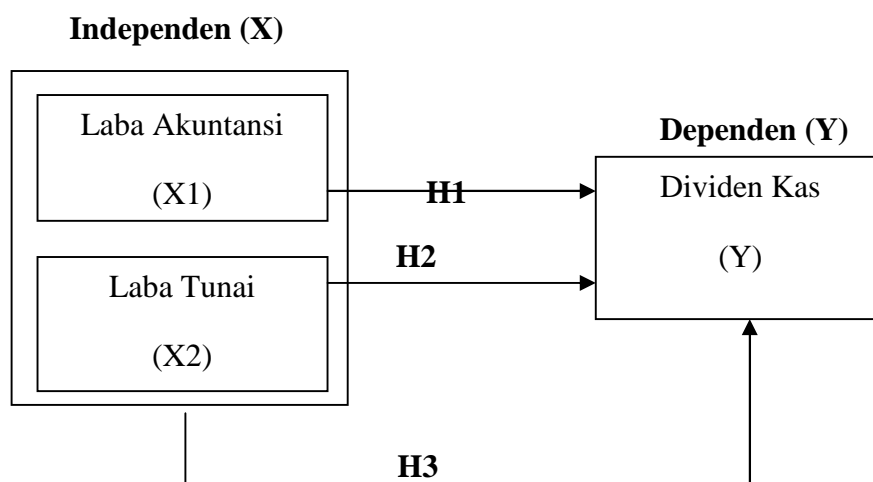 Independen (X)
Laba Akuntansi
(X1)
Laba Tunai
(X2)
H1
H2
H3
Dependen (Y)
Dividen Kas
(Y)